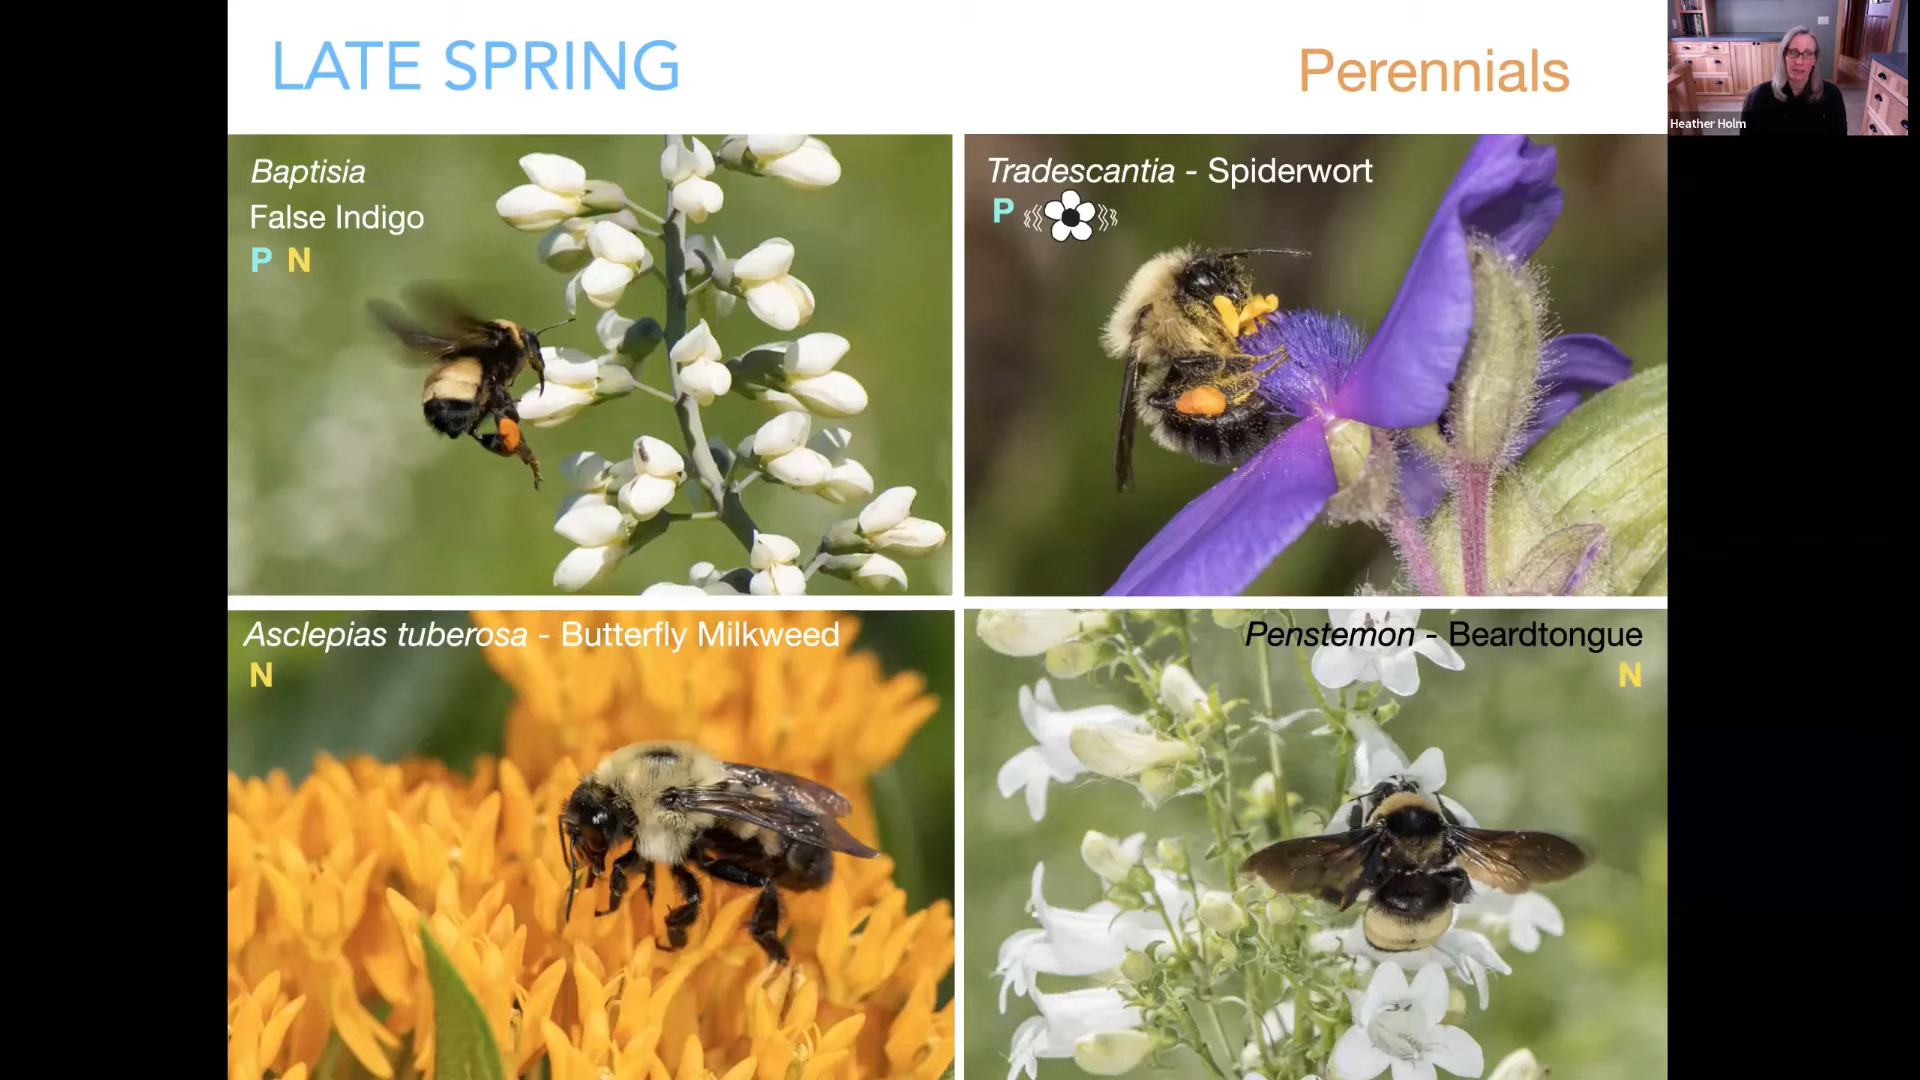 LATE SPRING
Perennials
Heather Holm
Baptisia
False Indigo
P N
Tradescantia - Spiderwort
P
Asclepias tuberosa - Butterfly Milkweed
N
Penstemon - Beardtongue
N